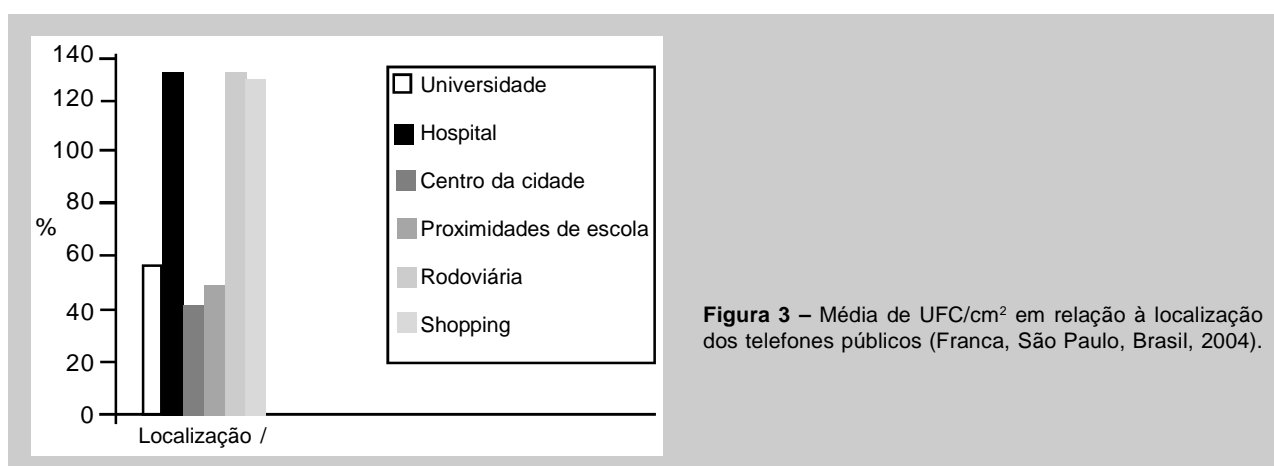 140
120
100
80
%
60
40
20
0
Localização /
Universidade
Hospital
Centro da cidade
Proximidades de escola
Rodoviária
Shopping
Figura 3 – Média de UFC/cm² em relação à localização
dos telefones públicos (Franca, São Paulo, Brasil, 2004).